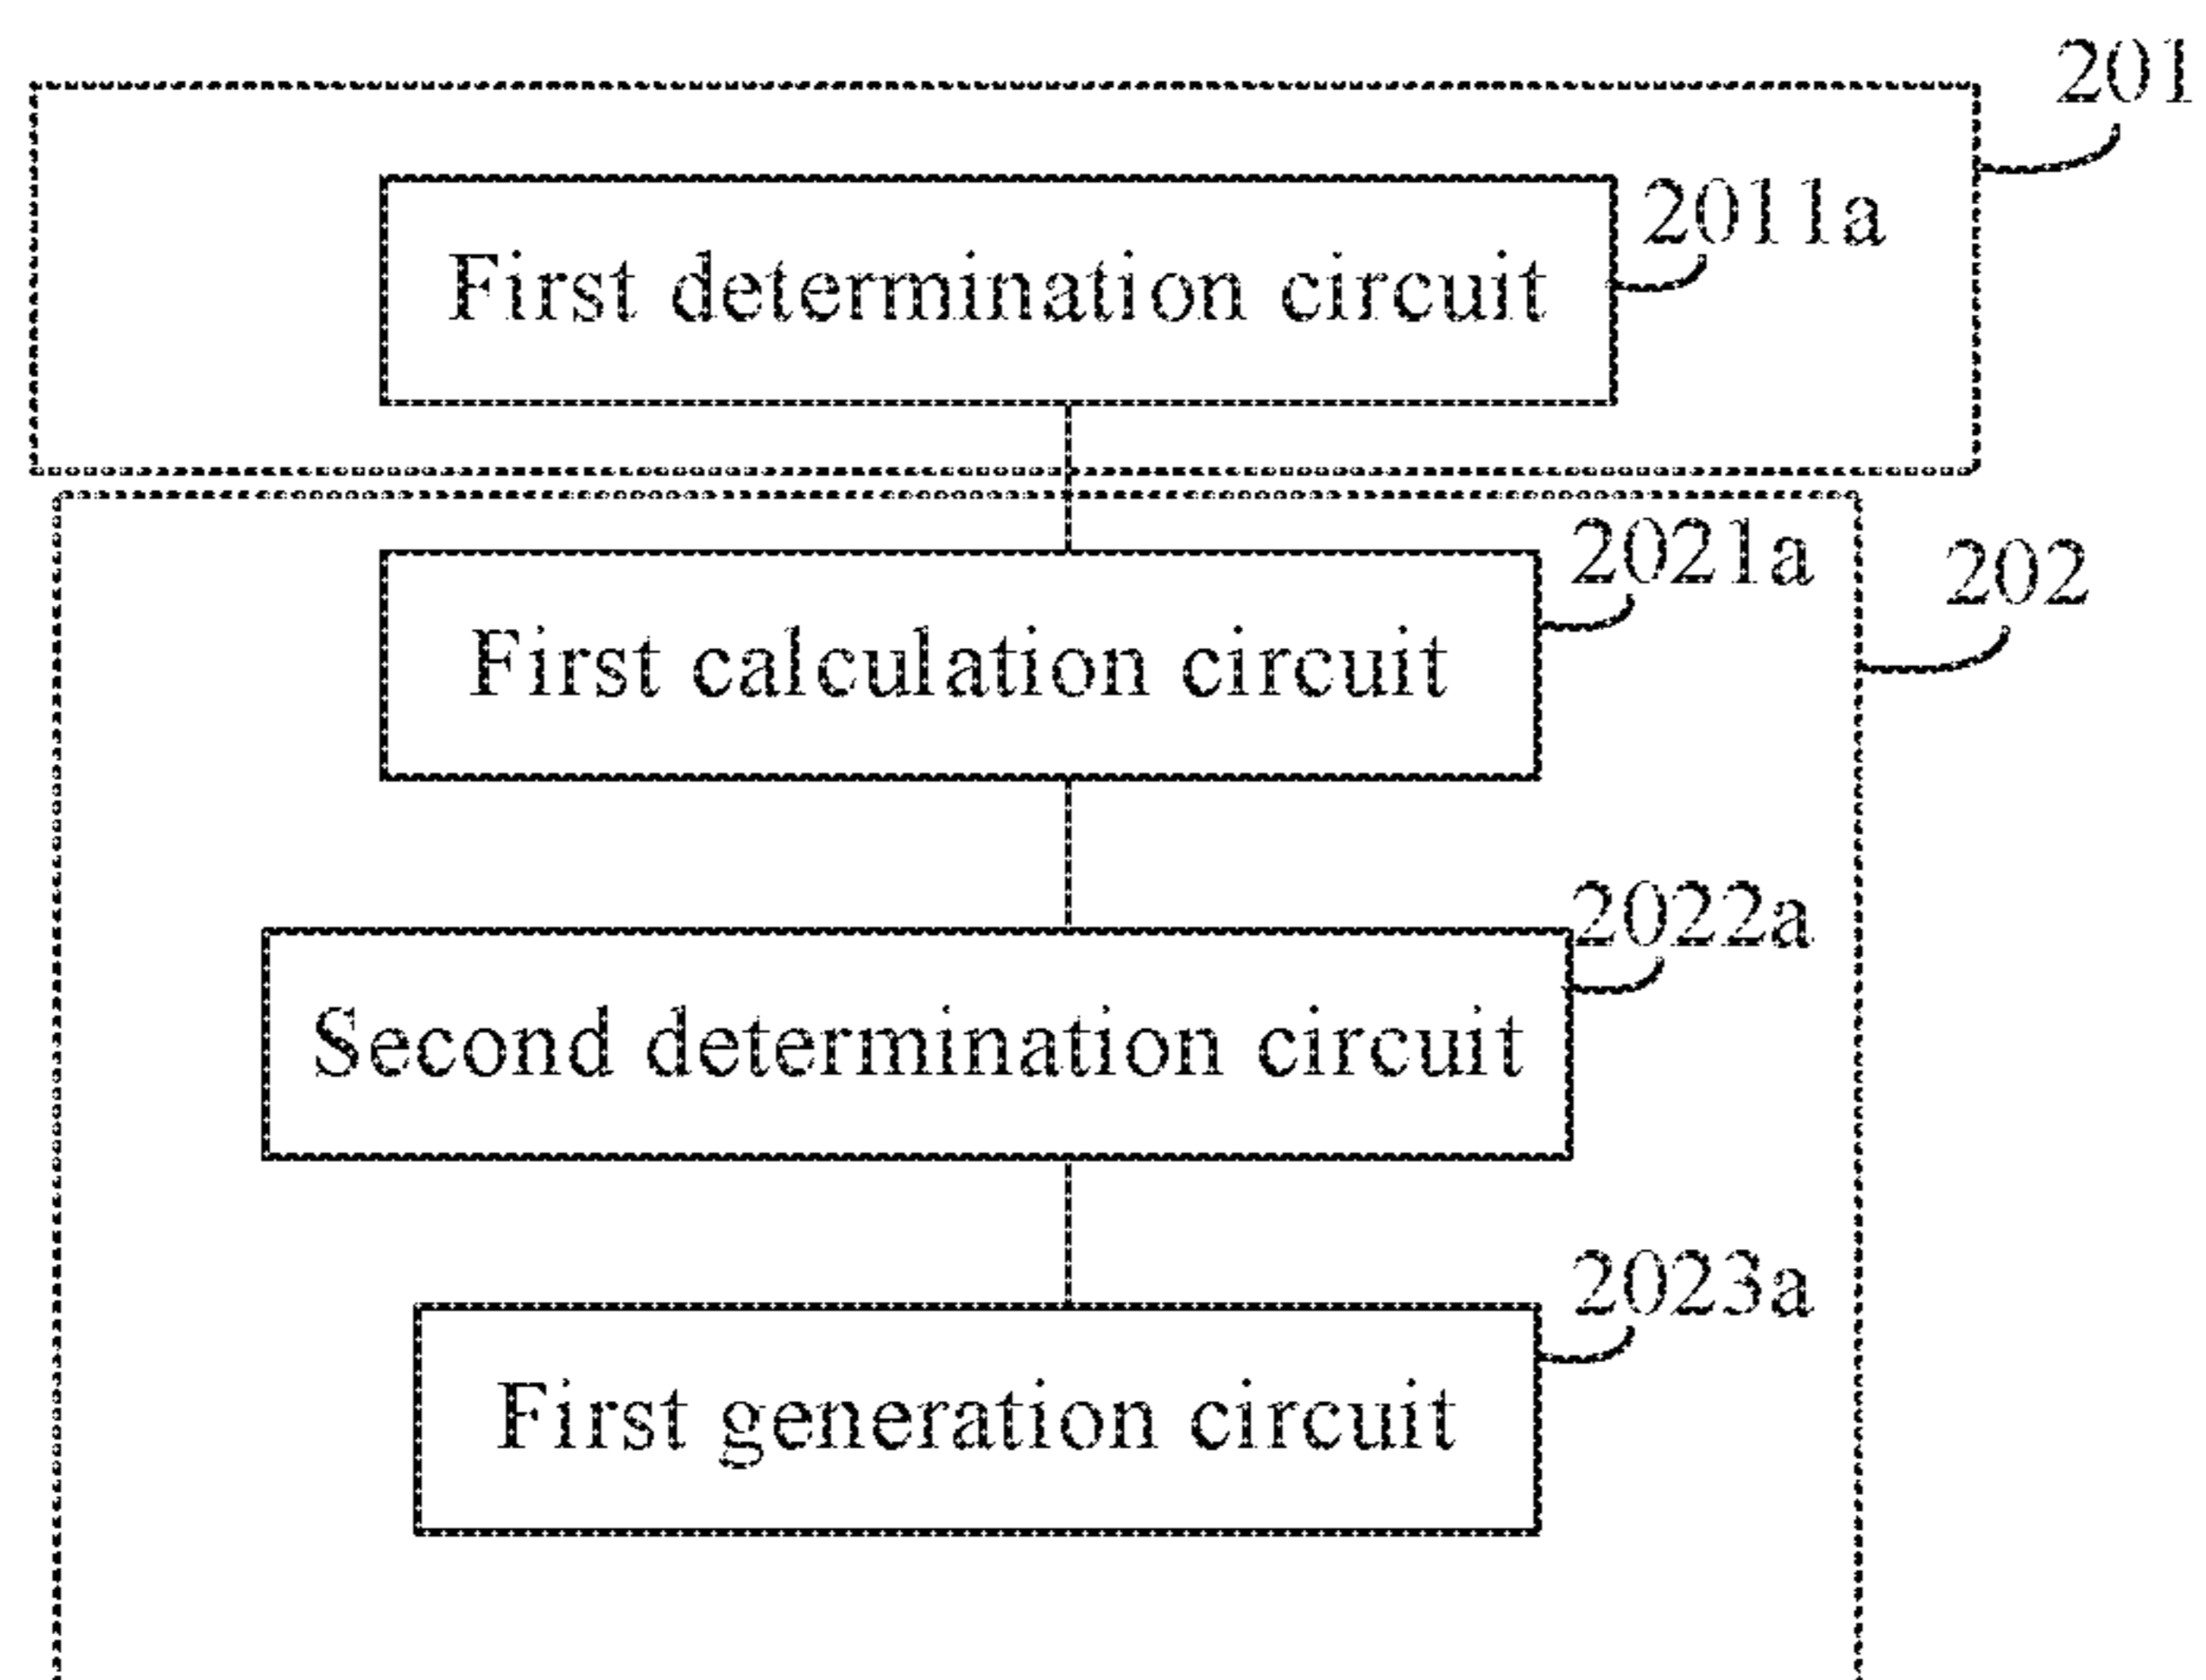 201
2011a
First determination circuit
2021a
202
First calculation circuit
2022a
Second determination circuit
2023a
First generation circuit